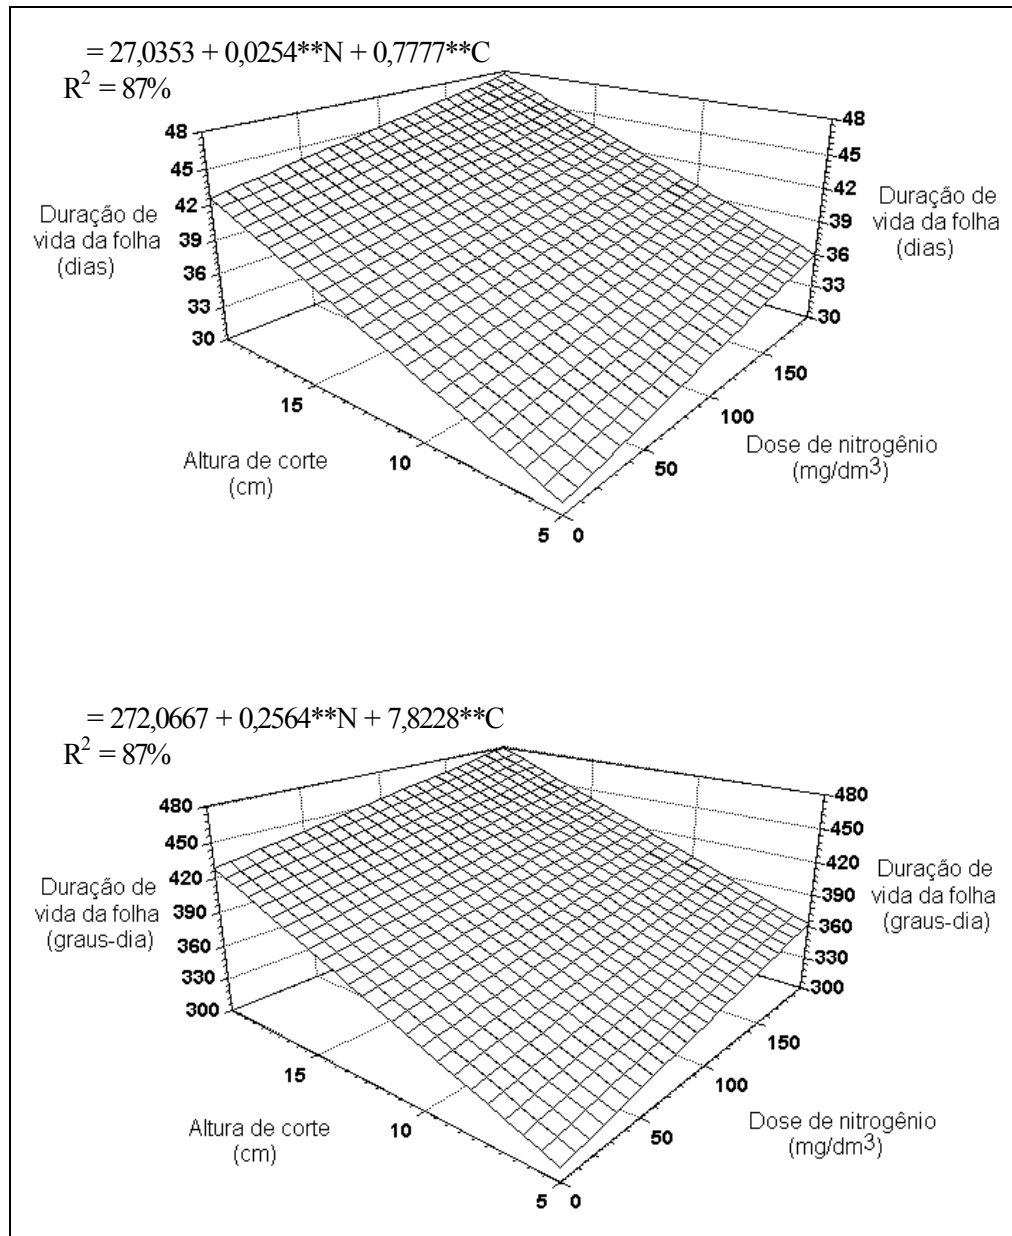 = 27,0353 + 0,0254**N + 0,7777**C
R² = 87%
48
45
42
39
36
33
30
Duração de
vida da folha
(dias)
48
45
42
39
36
33
30
Duração de
vida da folha
(dias)
15
10
5
Altura de corte
(cm)
0
50
100
150
Dose de nitrogênio
(mg/dm³)
= 272,0667 + 0,2564**N + 7,8228**C
R² = 87%
480
450
420
390
360
330
300
Duração de
vida da folha
(graus-dia)
480
450
420
390
360
330
300
Duração de
vida da folha
(graus-dia)
15
10
5
Altura de corte
(cm)
0
50
100
150
Dose de nitrogênio
(mg/dm³)